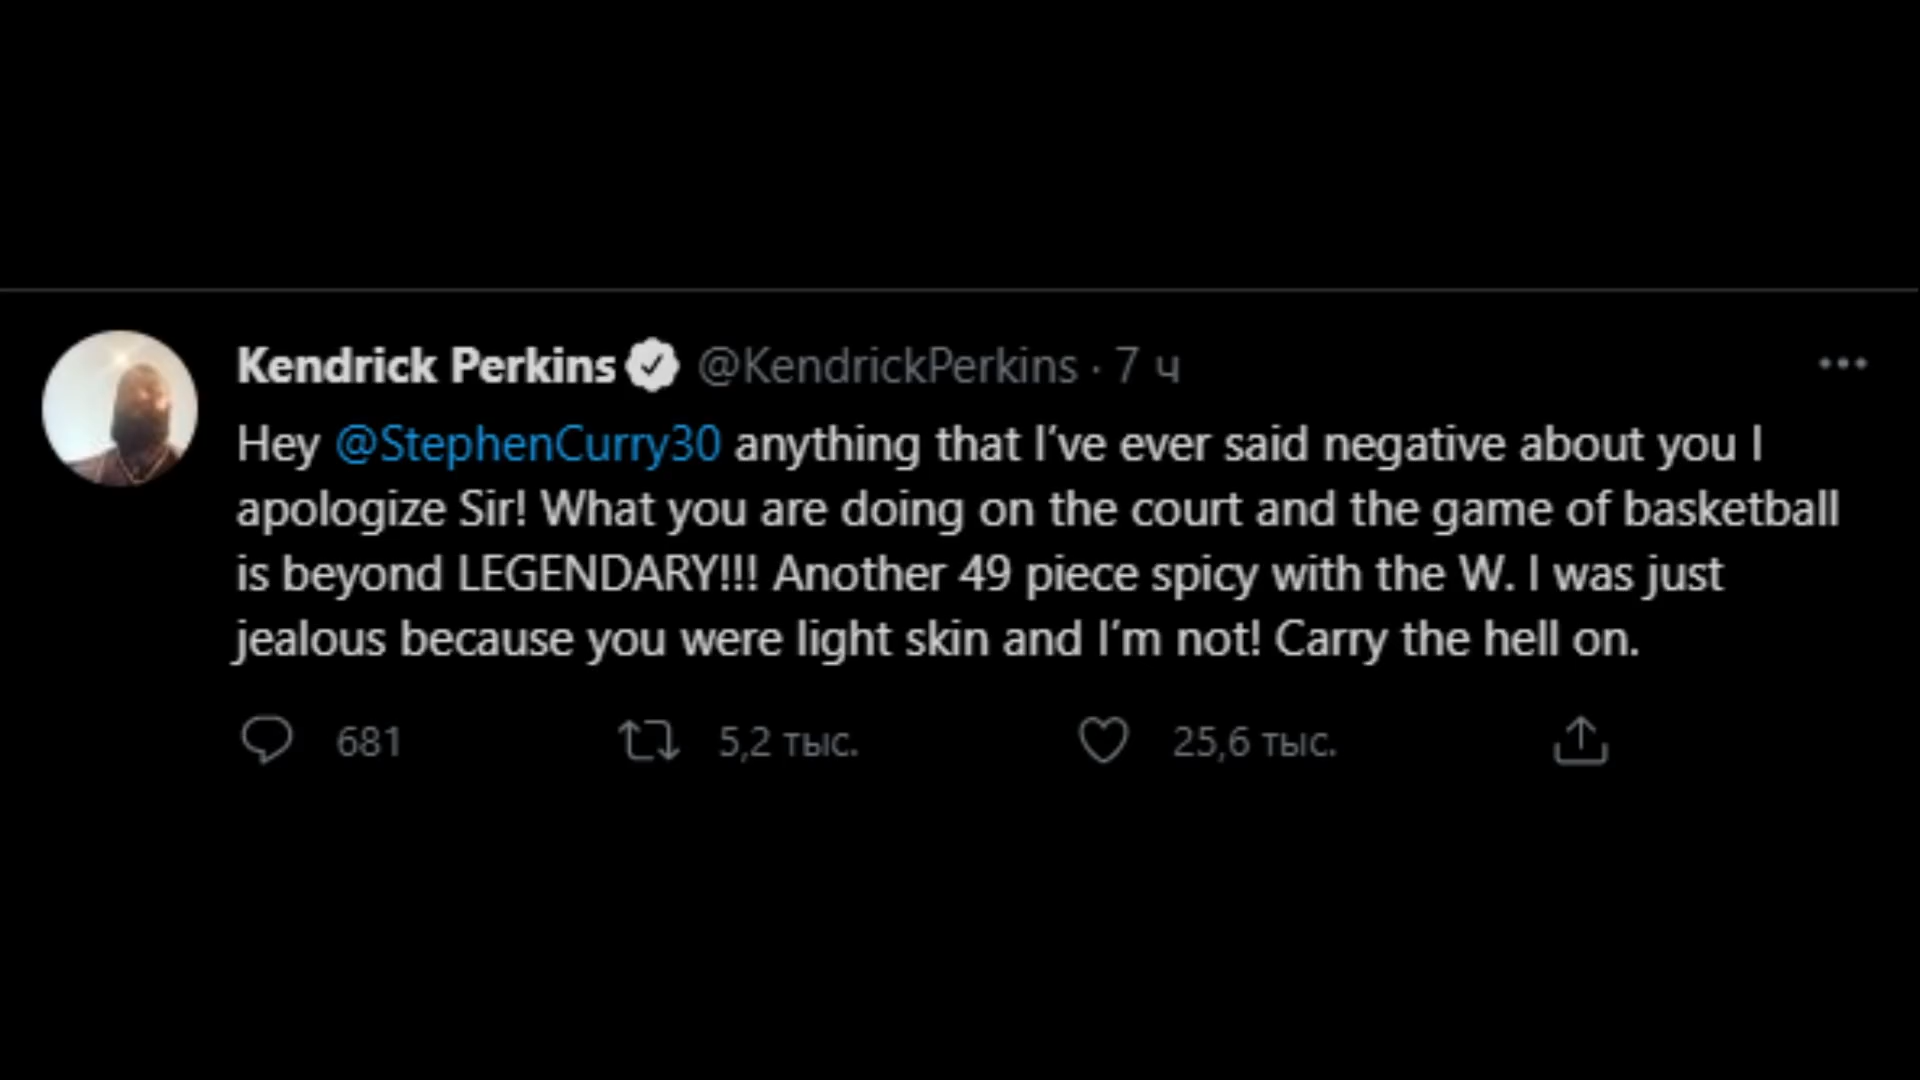 Kendrick Perkins @KendrickPerkins · 7 ч
Hey @StephenCurry30 anything that I’ve ever said negative about you I
apologize Sir! What you are doing on the court and the game of basketball
is beyond LEGENDARY!!! Another 49 piece spicy with the W. I was just
jealous because you were light skin and I’m not! Carry the hell on.
681 5,2 тыс. 25,6 тыс.